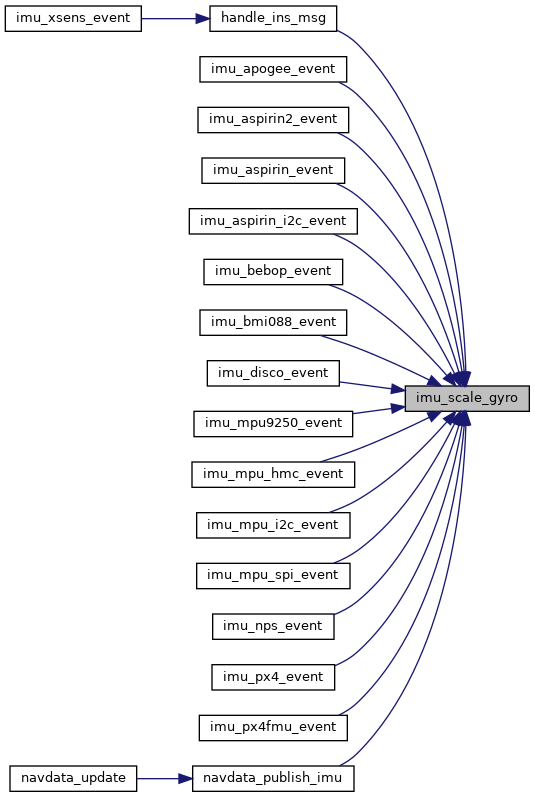 imu_xsens_event
handle_ins_msg
imu_apogee_event
imu_aspirin2_event
imu_aspirin_event
imu_aspirin_i2c_event
imu_bebop_event
imu_bmi088_event
imu_disco_event
imu_scale_gyro
imu_mpu9250_event
imu_mpu_hmc_event
imu_mpu_i2c_event
imu_mpu_spi_event
imu_nps_event
imu_px4_event
imu_px4fmu_event
navdata_update
navdata_publish_imu